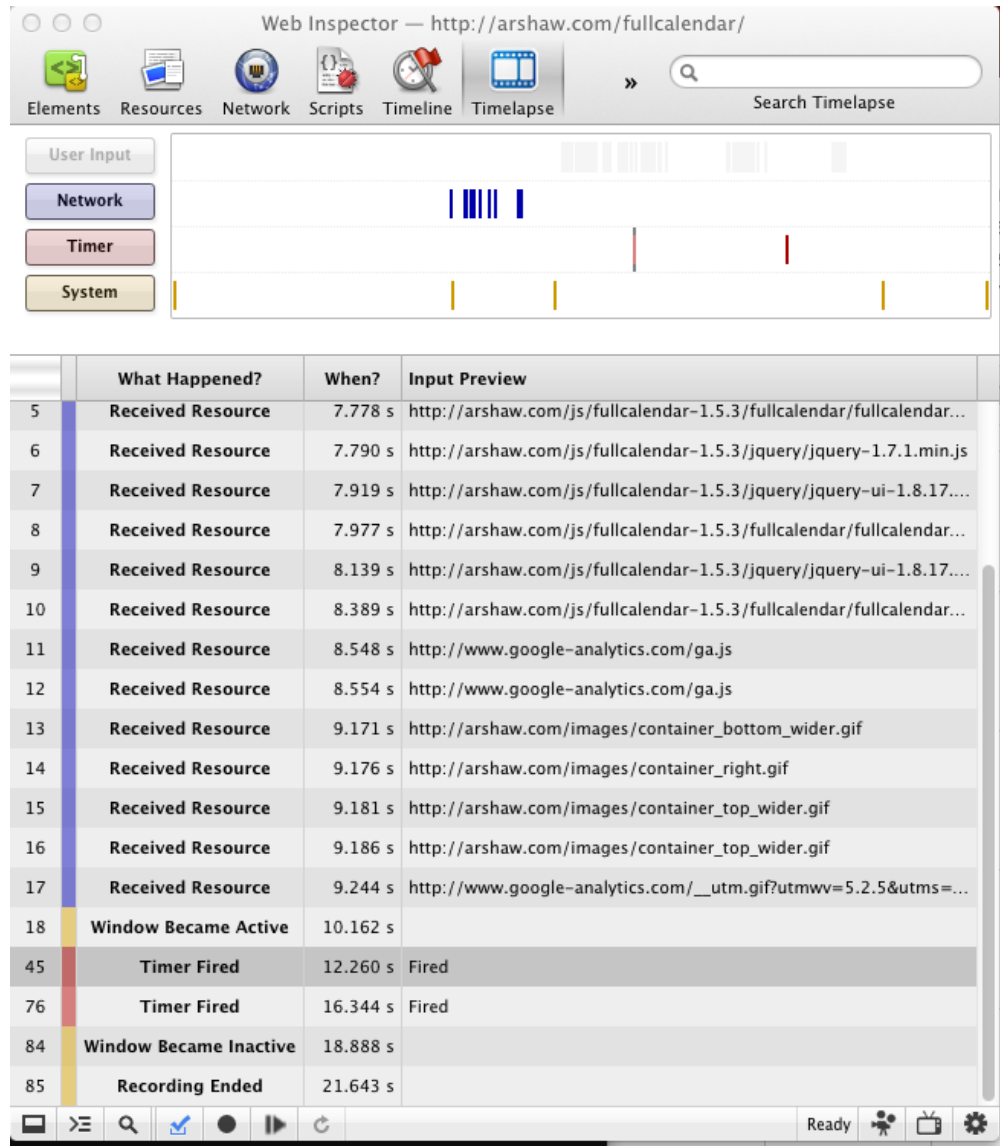 Web Inspector — http://arshaw.com/fullcalendar/
Elements Resources Network Scripts Timeline Timelapse » Search Timelapse
User Input
Network
Timer
System
What Happened? When? Input Preview
5 Received Resource 7.778 s http://arshaw.com/js/fullcalendar-1.5.3/fullcalendar/fullcalendar...
6 Received Resource 7.790 s http://arshaw.com/js/fullcalendar-1.5.3/jquery/jquery-1.7.1.min.js
7 Received Resource 7.919 s http://arshaw.com/js/fullcalendar-1.5.3/jquery/jquery-ui-1.8.17....
8 Received Resource 7.977 s http://arshaw.com/js/fullcalendar-1.5.3/fullcalendar/fullcalendar...
9 Received Resource 8.139 s http://arshaw.com/js/fullcalendar-1.5.3/jquery/jquery-ui-1.8.17....
10 Received Resource 8.389 s http://arshaw.com/js/fullcalendar-1.5.3/fullcalendar/fullcalendar...
11 Received Resource 8.548 s http://www.google-analytics.com/ga.js
12 Received Resource 8.554 s http://www.google-analytics.com/ga.js
13 Received Resource 9.171 s http://arshaw.com/images/container_bottom_wider.gif
14 Received Resource 9.176 s http://arshaw.com/images/container_right.gif
15 Received Resource 9.181 s http://arshaw.com/images/container_top_wider.gif
16 Received Resource 9.186 s http://arshaw.com/images/container_top_wider.gif
17 Received Resource 9.244 s http://www.google-analytics.com/__utm.gif?utmwv=5.2.5&utms=...
18 Window Became Active 10.162 s
45 Timer Fired 12.260 s Fired
76 Timer Fired 16.344 s Fired
84 Window Became Inactive 18.888 s
85 Recording Ended 21.643 s
Ready